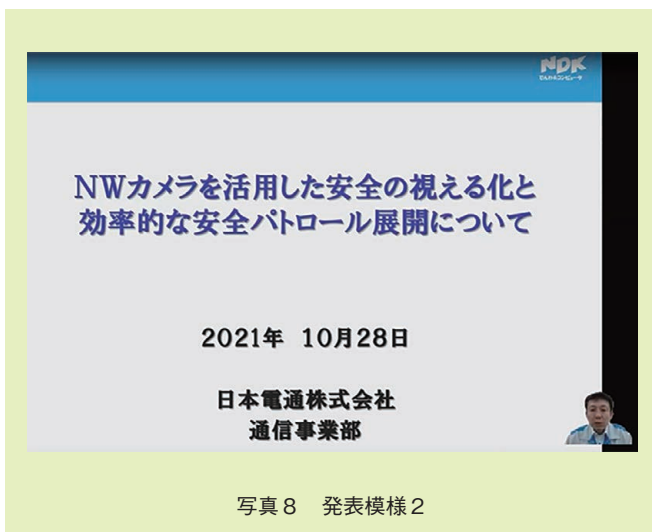 NDK
NWカメラを活用した安全の視える化と
効率的な安全パトロール展開について
2021年 10月28日
日本電通株式会社
通信事業部
写真8 発表模様2